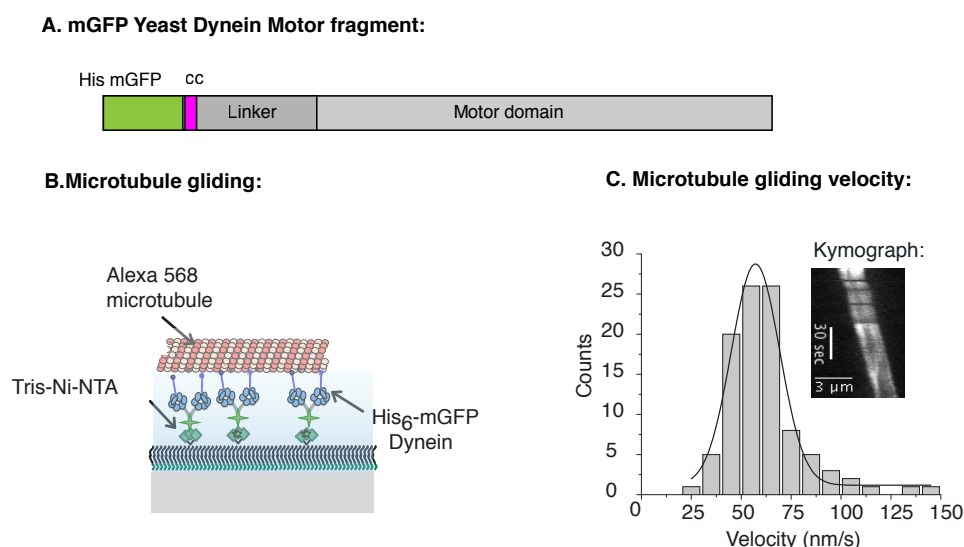 A. mGFP Yeast Dynein Motor fragment:
His mGFP cc
Linker Motor domain
B.Microtubule gliding:
Alexa 568
microtubule
Tris-Ni-NTA
His6-mGFP
Dynein
C. Microtubule gliding velocity:
Kymograph:
30 sec
3 μm
Counts
30
25
20
15
10
5
0
0 25 50 75 100 125 150
Velocity (nm/s)